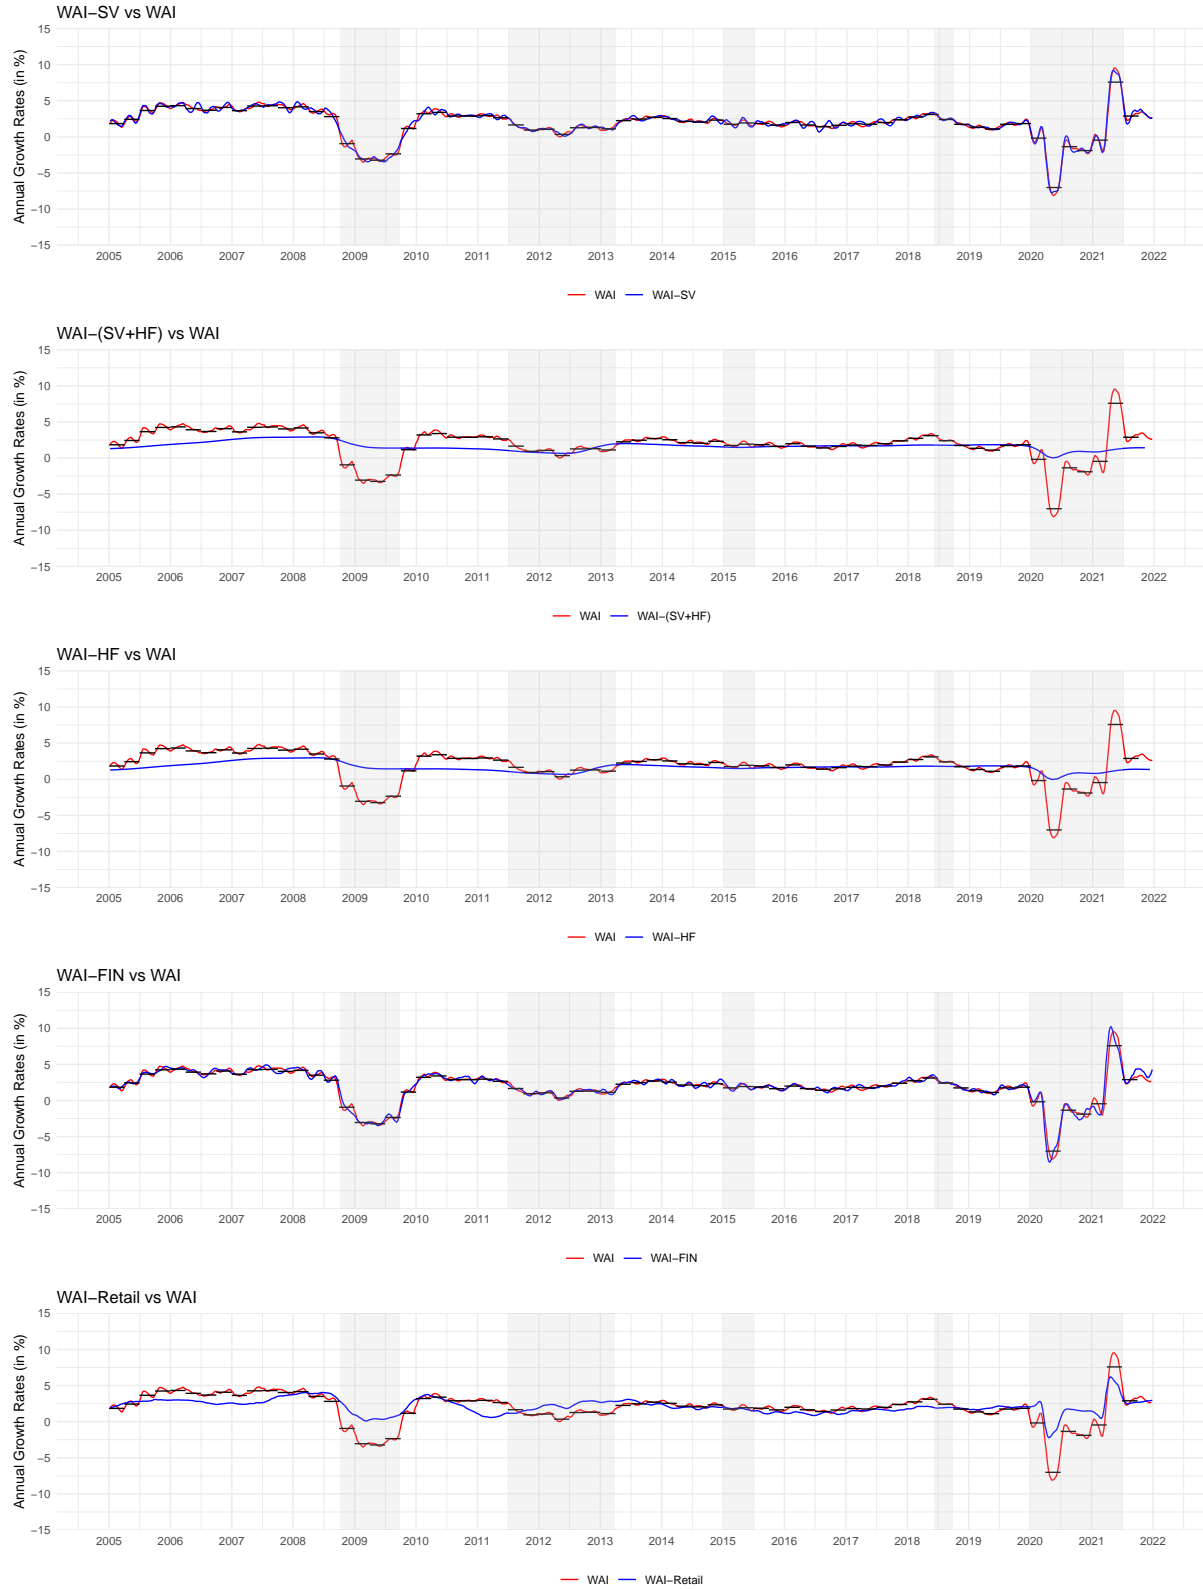 WAI−SV vs WAI
Annual Growth Rates (in %)
15
10
5
0
−5
−10
−15
2005 2006 2007 2008 2009 2010 2011 2012 2013 2014 2015 2016 2017 2018 2019 2020 2021 2022
WAI WAI−SV
WAI−(SV+HF) vs WAI
Annual Growth Rates (in %)
15
10
5
0
−5
−10
−15
2005 2006 2007 2008 2009 2010 2011 2012 2013 2014 2015 2016 2017 2018 2019 2020 2021 2022
WAI WAI−(SV+HF)
WAI−HF vs WAI
Annual Growth Rates (in %)
15
10
5
0
−5
−10
−15
2005 2006 2007 2008 2009 2010 2011 2012 2013 2014 2015 2016 2017 2018 2019 2020 2021 2022
WAI WAI−HF
WAI−FIN vs WAI
Annual Growth Rates (in %)
15
10
5
0
−5
−10
−15
2005 2006 2007 2008 2009 2010 2011 2012 2013 2014 2015 2016 2017 2018 2019 2020 2021 2022
WAI WAI−FIN
WAI−Retail vs WAI
Annual Growth Rates (in %)
15
10
5
0
−5
−10
−15
2005 2006 2007 2008 2009 2010 2011 2012 2013 2014 2015 2016 2017 2018 2019 2020 2021 2022
WAI WAI−Retail